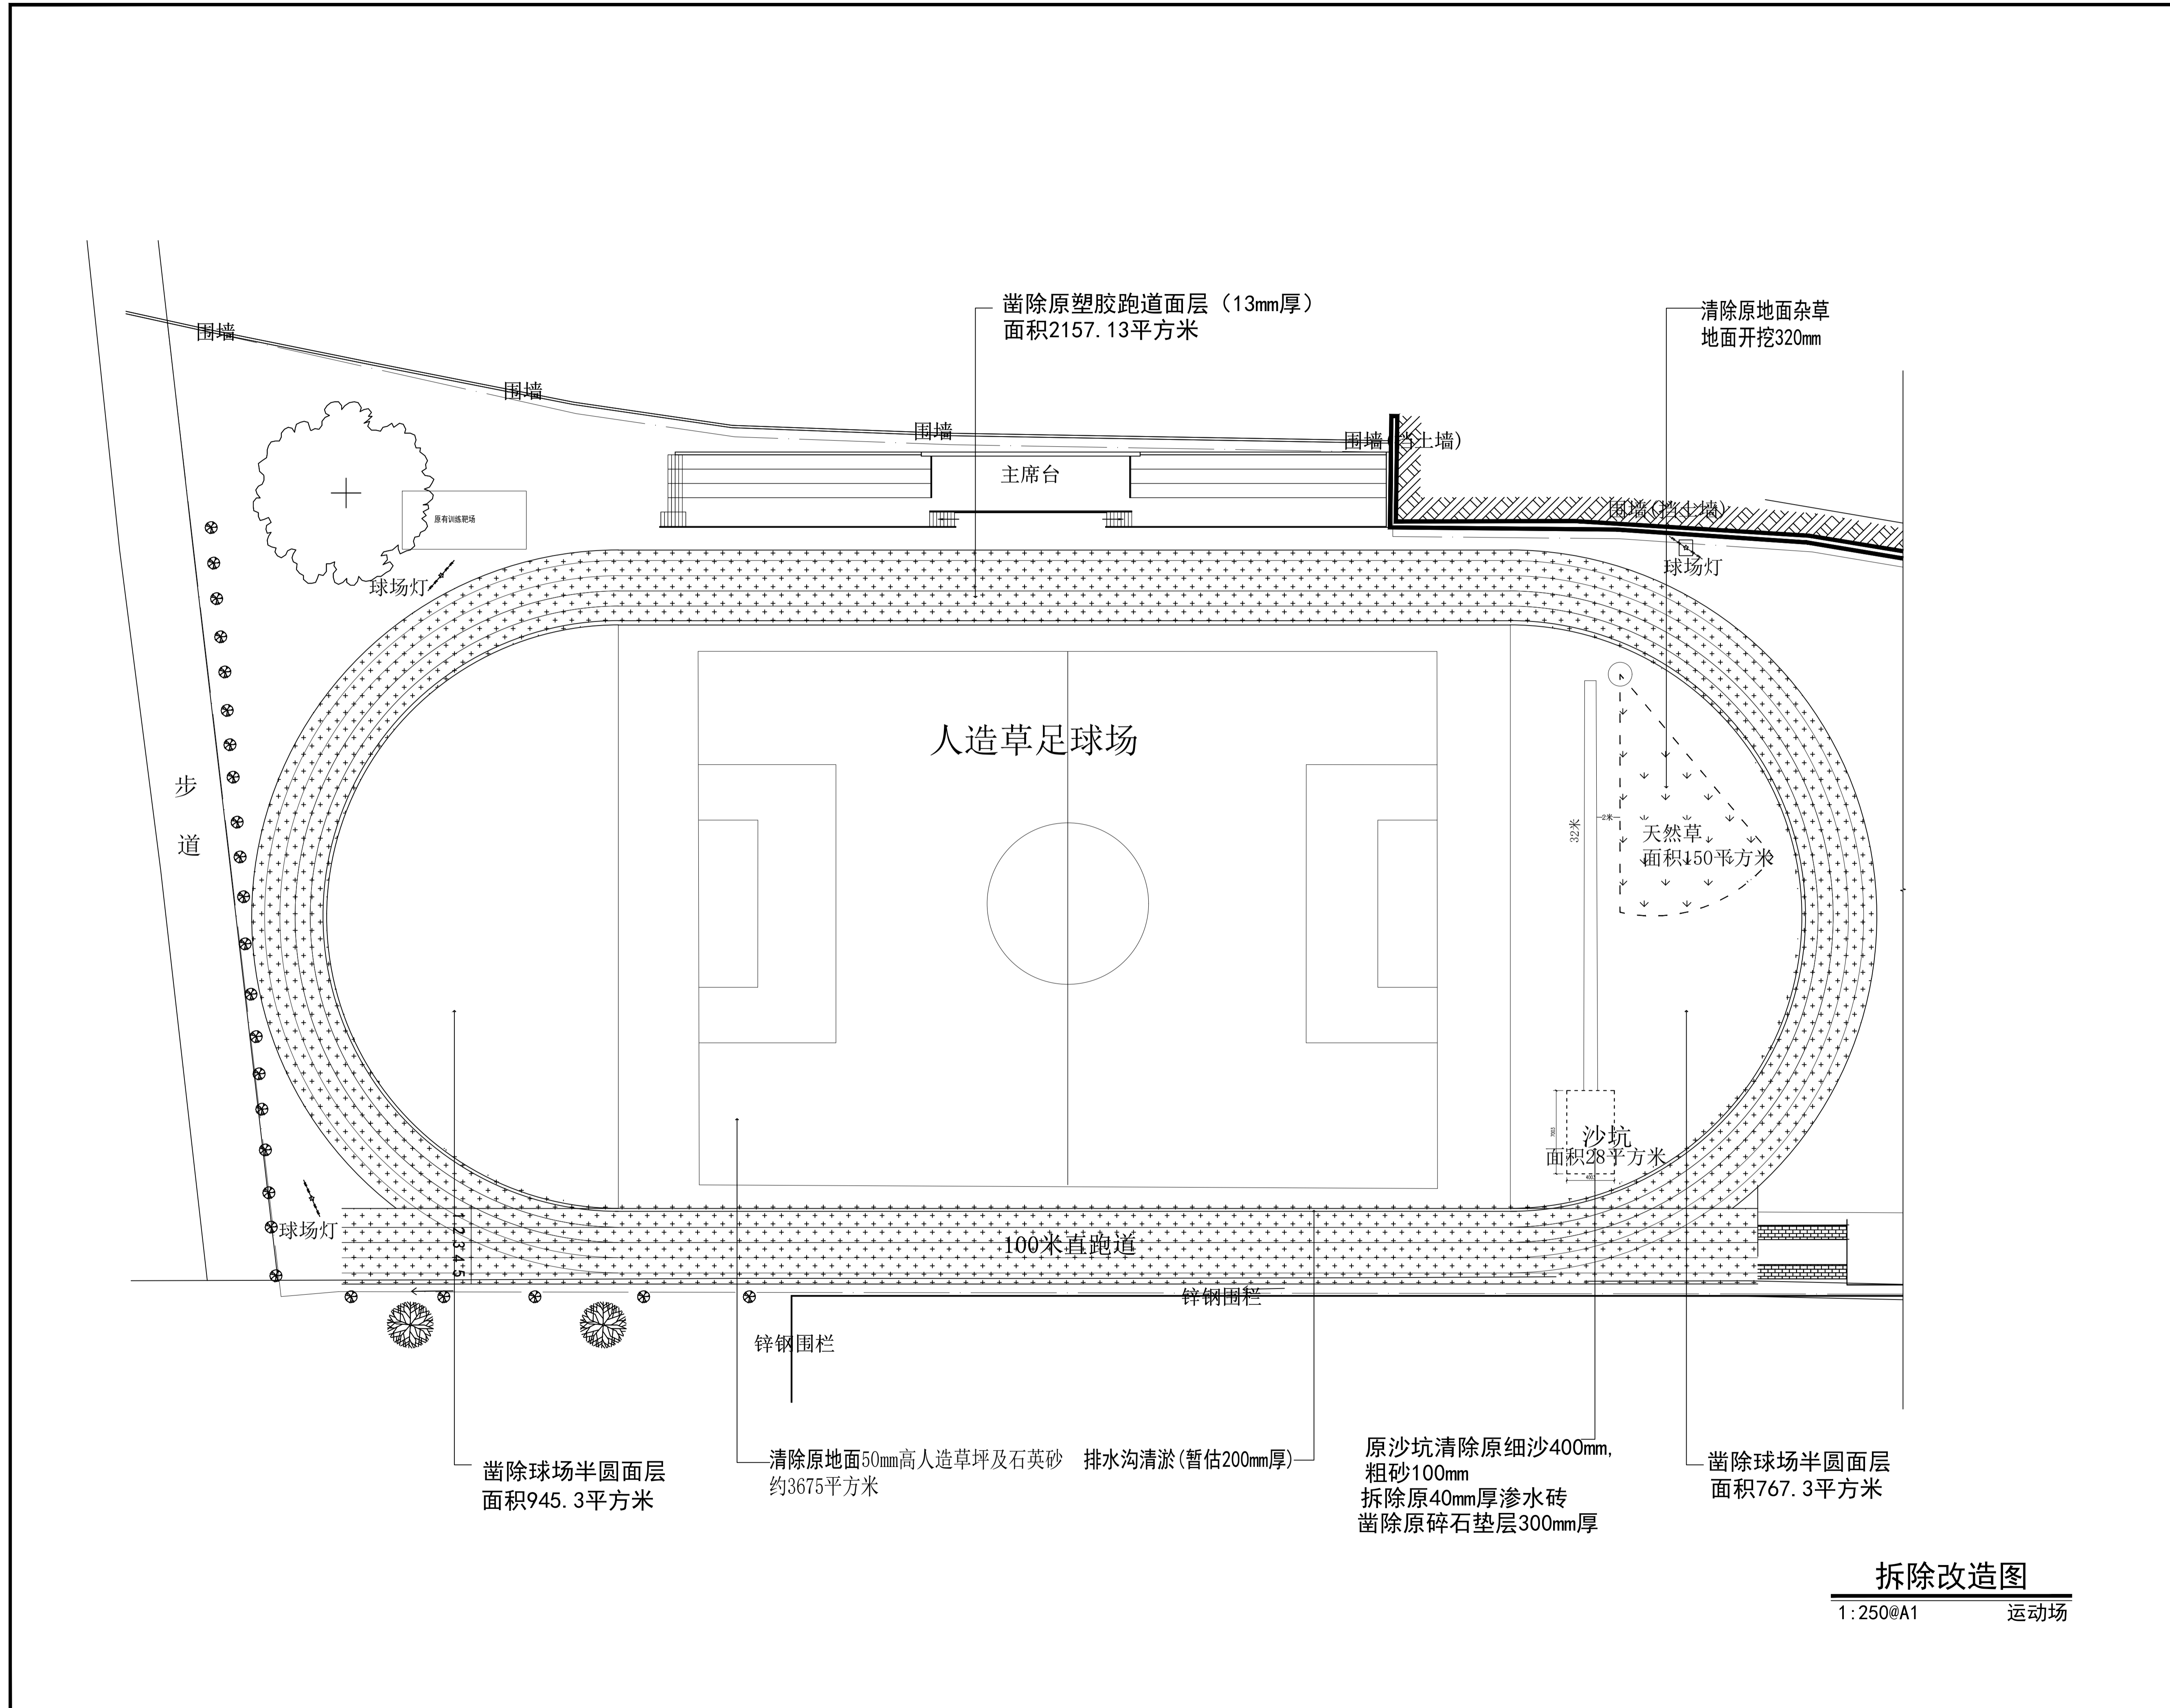 凿除原塑胶跑道面层（13mm厚）
面积2157.13平方米
清除原地面杂草
地面开挖320mm
围墙
围墙
围墙
围墙(挡土墙)
主席台
围墙(挡土墙)
原有训练靶场
球场灯
球场灯
人造草足球场
步
道
32米
2米
天然草
面积150平方米
沙坑
面积28平方米
球场灯
1 2 3 4 5
100米直跑道
锌钢围栏
锌钢围栏
凿除球场半圆面层
面积945.3平方米
清除原地面50mm高人造草坪及石英砂
约3675平方米
排水沟清淤(暂估200mm厚)
原沙坑清除原细沙400mm,
粗砂100mm
拆除原40mm厚渗水砖
凿除原碎石垫层300mm厚
凿除球场半圆面层
面积767.3平方米
拆除改造图
1:250@A1 运动场